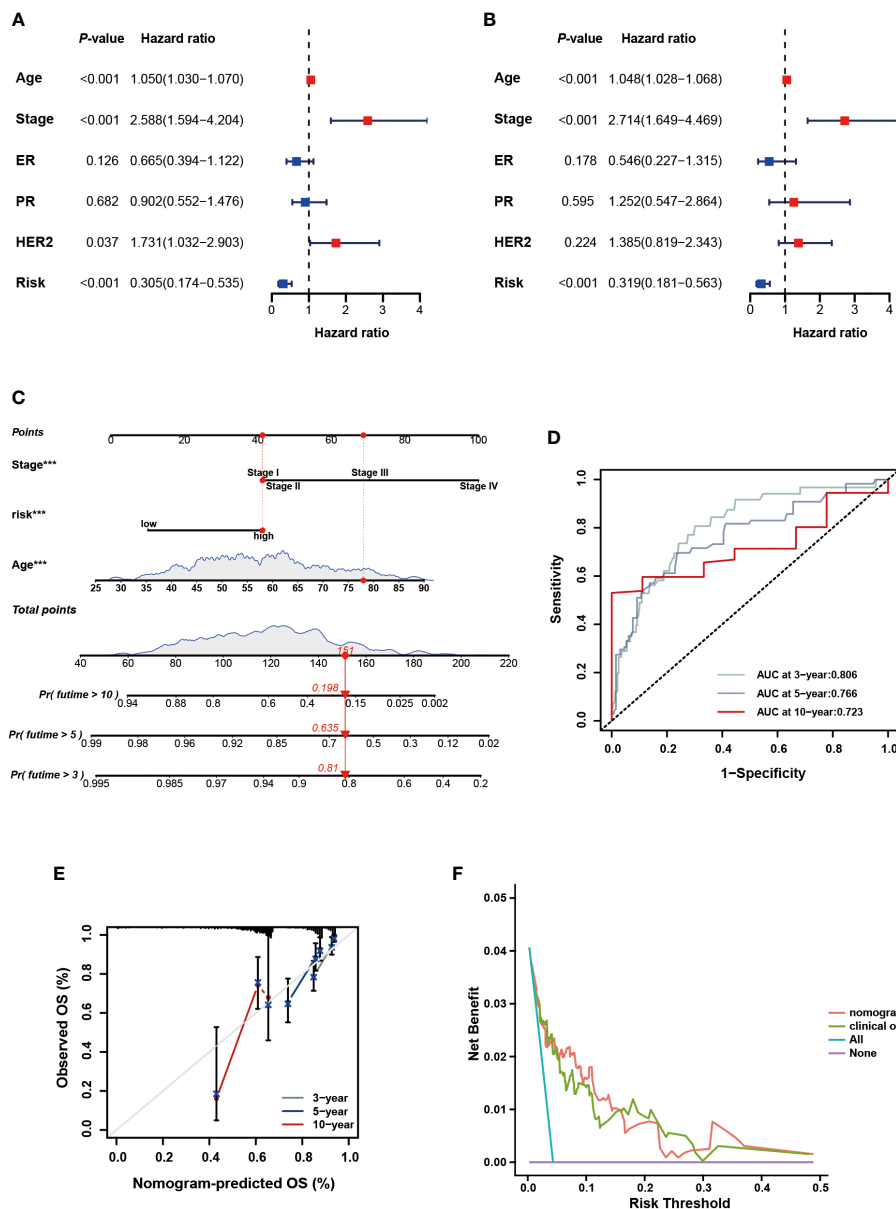 A
P-value Hazard ratio
Age <0.001 1.050(1.030−1.070)
Stage <0.001 2.588(1.594−4.204)
ER 0.126 0.665(0.394−1.122)
PR 0.682 0.902(0.552−1.476)
HER2 0.037 1.731(1.032−2.903)
Risk <0.001 0.305(0.174−0.535)
0 1 2 3 4
Hazard ratio
B
P-value Hazard ratio
Age <0.001 1.048(1.028−1.068)
Stage <0.001 2.714(1.649−4.469)
ER 0.178 0.546(0.227−1.315)
PR 0.595 1.252(0.547−2.864)
HER2 0.224 1.385(0.819−2.343)
Risk <0.001 0.319(0.181−0.563)
0 1 2 3 4
Hazard ratio
C
Points
0 20 40 60 80 100
Stage***
Stage I Stage III
Stage II Stage IV
risk***
low
high
Age***
25 30 35 40 45 50 55 60 65 70 75 80 85 90
Total points
151
40 60 80 100 120 140 160 180 200 220
0.198
Pr( futime > 10 )
0.94 0.88 0.8 0.6 0.4 0.15 0.025 0.002
0.635
Pr( futime > 5 )
0.99 0.98 0.96 0.92 0.85 0.7 0.5 0.3 0.12 0.02
0.81
Pr( futime > 3 )
0.995 0.985 0.97 0.94 0.9 0.8 0.6 0.4 0.2
D
Sensitivity
1.0
0.8
0.6
0.4
0.2
0.0
AUC at 3−year:0.806
AUC at 5−year:0.766
AUC at 10−year:0.723
0.0 0.2 0.4 0.6 0.8 1.0
1−Specificity
E
Observed OS (%)
1.0
0.8
0.6
0.4
0.2
0.0
3−year
5−year
10−year
0.0 0.2 0.4 0.6 0.8 1.0
Nomogram−predicted OS (%)
F
Net Benefit
0.05
0.04
0.03
0.02
0.01
0.00
nomogra
clinical o
All
None
0.0 0.1 0.2 0.3 0.4 0.5
Risk Threshold